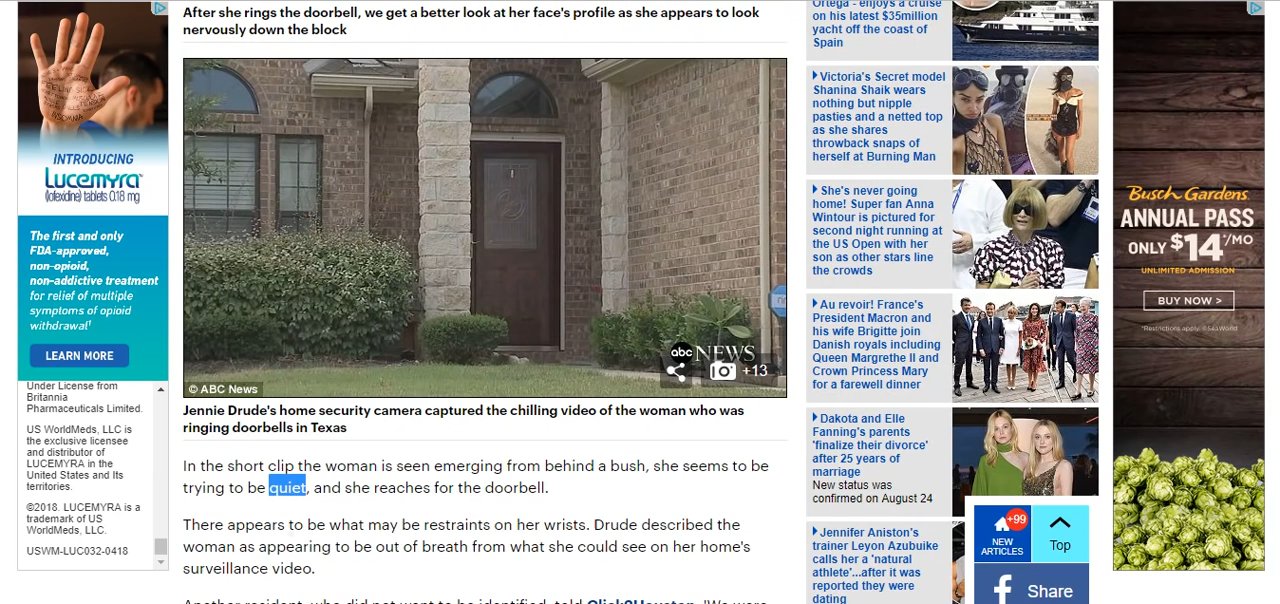 After she rings the doorbell, we get a better look at her face's profile as she appears to look
nervously down the block
abc NEWS
+13
© ABC News
Jennie Drude's home security camera captured the chilling video of the woman who was
ringing doorbells in Texas
In the short clip the woman is seen emerging from behind a bush, she seems to be
trying to be quiet, and she reaches for the doorbell.
There appears to be what may be restraints on her wrists. Drude described the
woman as appearing to be out of breath from what she could see on her home's
surveillance video.
INSOMNIA
INTRODUCING
Lucemyra
(lofexidine) tablets 0.18 mg
The first and only
FDA-approved,
non-opioid,
non-addictive treatment
for relief of multiple
symptoms of opioid
withdrawal¹
LEARN MORE
Under License from
Britannia
Pharmaceuticals Limited.
US WorldMeds, LLC is
the exclusive licensee
and distributor of
LUCEMYRA in the
United States and Its
territories.
©2018. LUCEMYRA is a
trademark of US
WorldMeds, LLC.
USWM-LUC032-0418
Ortega - enjoys a cruise
on his latest $35million
yacht off the coast of
Spain
Victoria's Secret model
Shanina Shaik wears
nothing but nipple
pasties and a netted top
as she shares
throwback snaps of
herself at Burning Man
She's never going
home! Super fan Anna
Wintour is pictured for
second night running at
the US Open with her
son as other stars line
the crowds
Au revoir! France's
President Macron and
his wife Brigitte join
Danish royals including
Queen Margrethe II and
Crown Princess Mary
for a farewell dinner
Dakota and Elle
Fanning's parents
'finalize their divorce'
after 25 years of
marriage
New status was
confirmed on August 24
Jennifer Aniston's
trainer Leyon Azubuike
calls her a 'natural
athlete'...after it was
reported they were
dating
+99
NEW
ARTICLES
Top
Share
Busch Gardens
ANNUAL PASS
ONLY $14*/MO
UNLIMITED ADMISSION
BUY NOW >
*Restrictions apply. ©SeaWorld